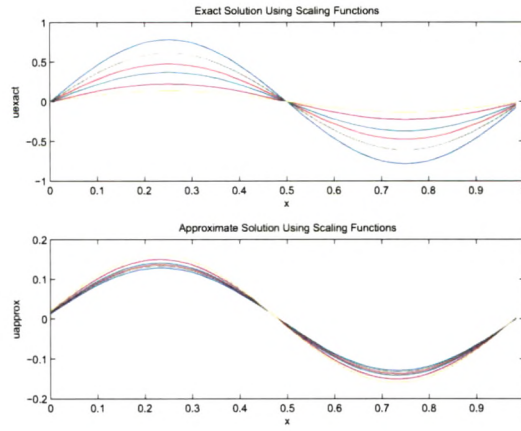 Exact Solution Using Scaling Functions
1
0.5
0
−0.5
−1
uexact
0 0.1 0.2 0.3 0.4 0.5 0.6 0.7 0.8 0.9
x
Approximate Solution Using Scaling Functions
0.2
0.1
0
−0.1
−0.2
uapprox
0 0.1 0.2 0.3 0.4 0.5 0.6 0.7 0.8 0.9
x